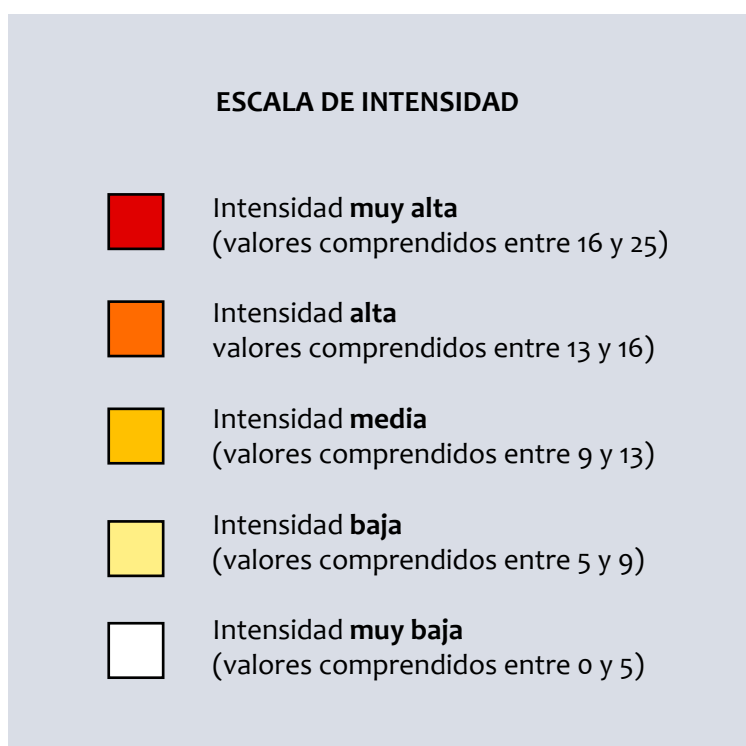 ESCALA DE INTENSIDAD
Intensidad muy alta
(valores comprendidos entre 16 y 25)
Intensidad alta
valores comprendidos entre 13 y 16)
Intensidad media
(valores comprendidos entre 9 y 13)
Intensidad baja
(valores comprendidos entre 5 y 9)
Intensidad muy baja
(valores comprendidos entre 0 y 5)